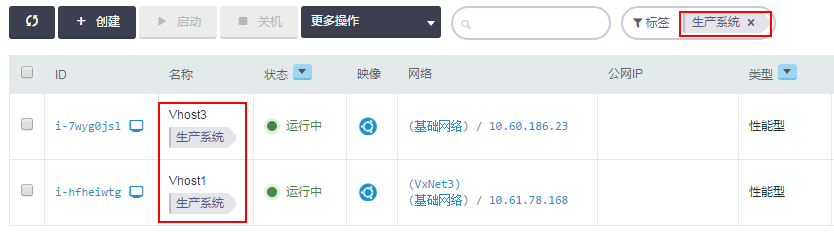 + 创建 启动 关机 更多操作 标签 生产系统 ×
ID 名称 状态 映像 网络 公网IP 类型
i-7wyg0jsl Vhost3 生产系统 运行中 (基础网络) / 10.60.186.23 性能型
i-hfheiwtg Vhost1 生产系统 运行中 (VxNet3) (基础网络) / 10.61.78.168 性能型